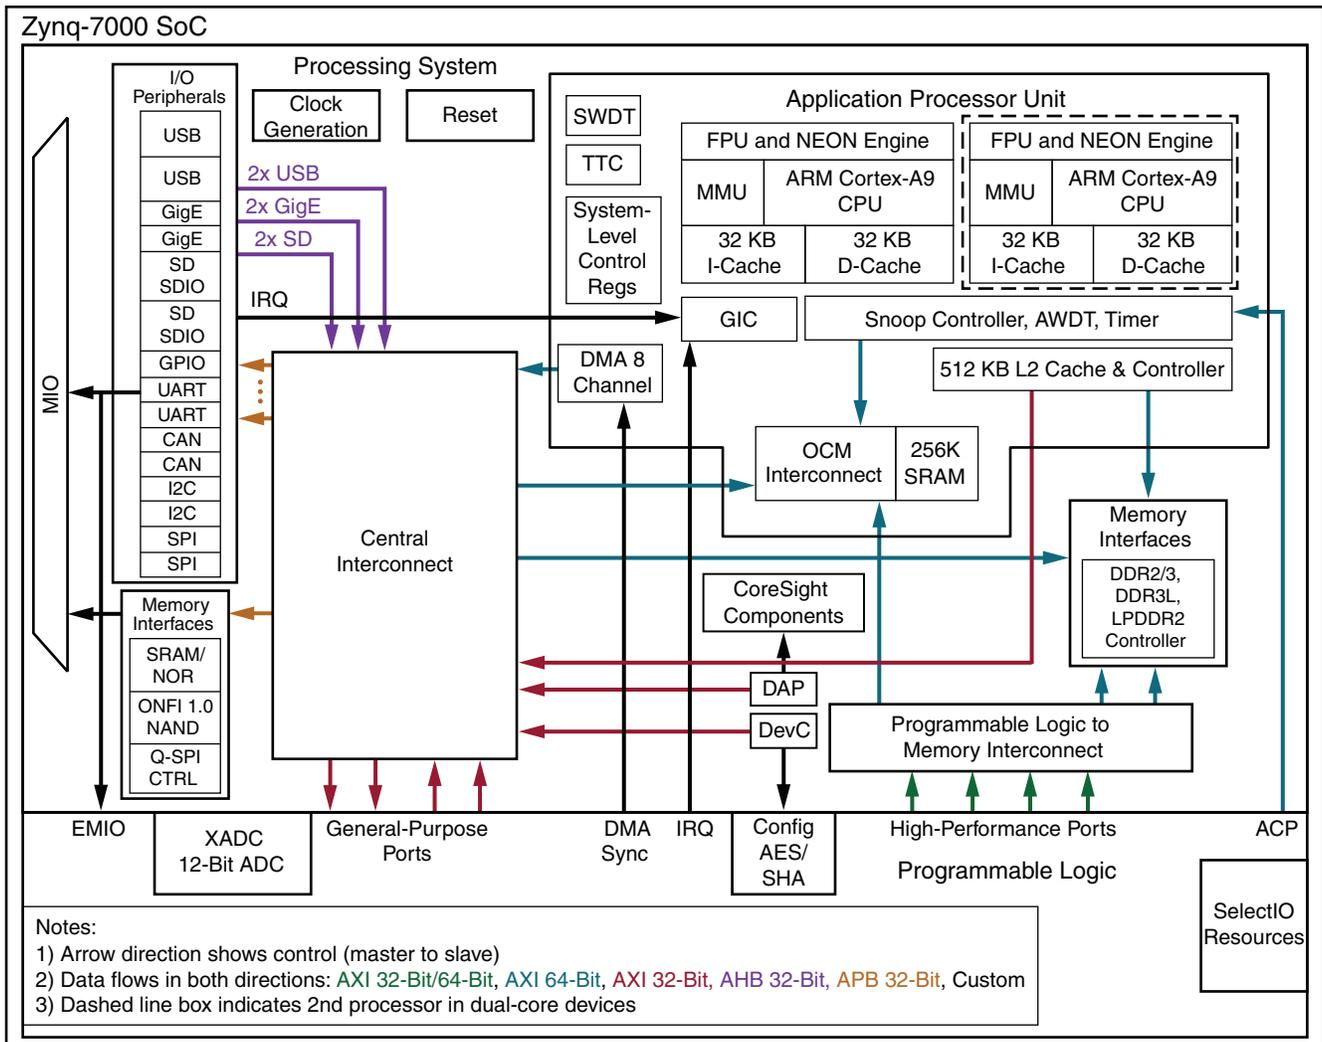 Zynq-7000 SoC
Processing System
I/O
Peripherals
USB
USB
GigE
GigE
SD
SDIO
SD
SDIO
GPIO
UART
UART
CAN
CAN
I2C
I2C
SPI
SPI
MIO
Clock
Generation
Reset
2x USB
2x GigE
2x SD
IRQ
Application Processor Unit
SWDT
TTC
System-
Level
Control
Regs
FPU and NEON Engine
MMU
ARM Cortex-A9
CPU
32 KB
I-Cache
32 KB
D-Cache
FPU and NEON Engine
MMU
ARM Cortex-A9
CPU
32 KB
I-Cache
32 KB
D-Cache
GIC
Snoop Controller, AWDT, Timer
DMA 8
Channel
512 KB L2 Cache & Controller
OCM
Interconnect
256K
SRAM
Central
Interconnect
Memory
Interfaces
DDR2/3,
DDR3L,
LPDDR2
Controller
CoreSight
Components
DAP
DevC
Programmable Logic to
Memory Interconnect
Memory
Interfaces
SRAM/
NOR
ONFI 1.0
NAND
Q-SPI
CTRL
EMIO
XADC
12-Bit ADC
General-Purpose
Ports
DMA
Sync
IRQ
Config
AES/
SHA
High-Performance Ports
ACP
Programmable Logic
SelectIO
Resources
Notes:
1) Arrow direction shows control (master to slave)
2) Data flows in both directions: AXI 32-Bit/64-Bit, AXI 64-Bit, AXI 32-Bit, AHB 32-Bit, APB 32-Bit, Custom
3) Dashed line box indicates 2nd processor in dual-core devices